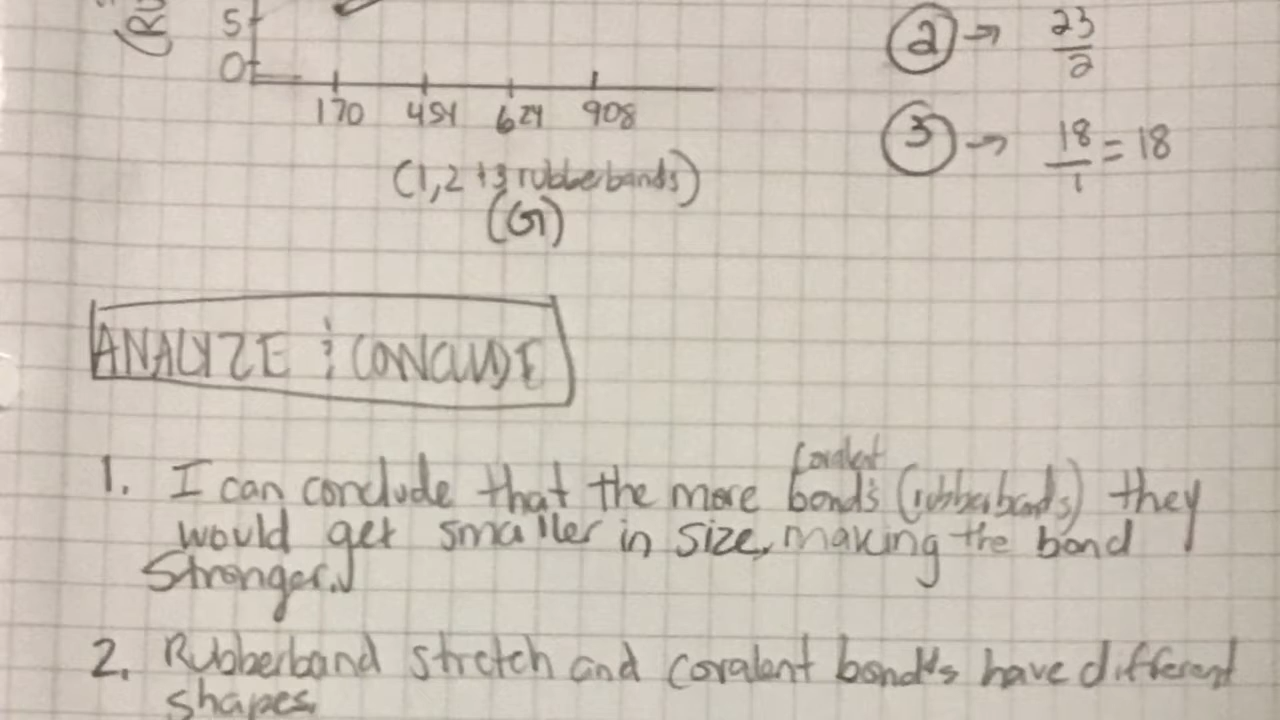 (RU
5
0
170 454 624 908
(1,2 +3 rubberbands)
(G)
2 → 23/2
3 → 18/1 = 18
ANALYZE & CONCLUDE
1. I can conclude that the more covalent bonds (rubberbands) they
would get smaller in size, making the bond
Stronger.
2. Rubberband stretch and covalent bonds have different
shapes.